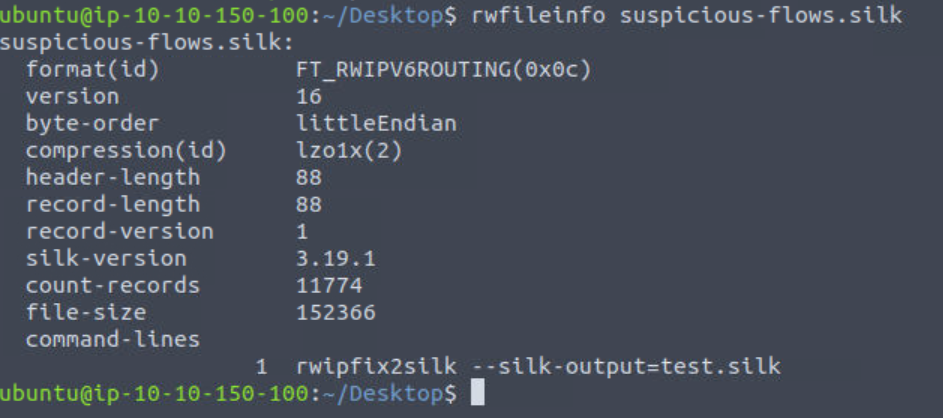 ubuntu@ip-10-10-150-100:~/Desktop$ rwfileinfo suspicious-flows.silk
suspicious-flows.silk:
  format(id)          FT_RWIPV6ROUTING(0x0c)
  version             16
  byte-order          littleEndian
  compression(id)     lzo1x(2)
  header-length       88
  record-length       88
  record-version      1
  silk-version        3.19.1
  count-records       11774
  file-size           152366
  command-lines
                   1  rwipfix2silk --silk-output=test.silk
ubuntu@ip-10-10-150-100:~/Desktop$